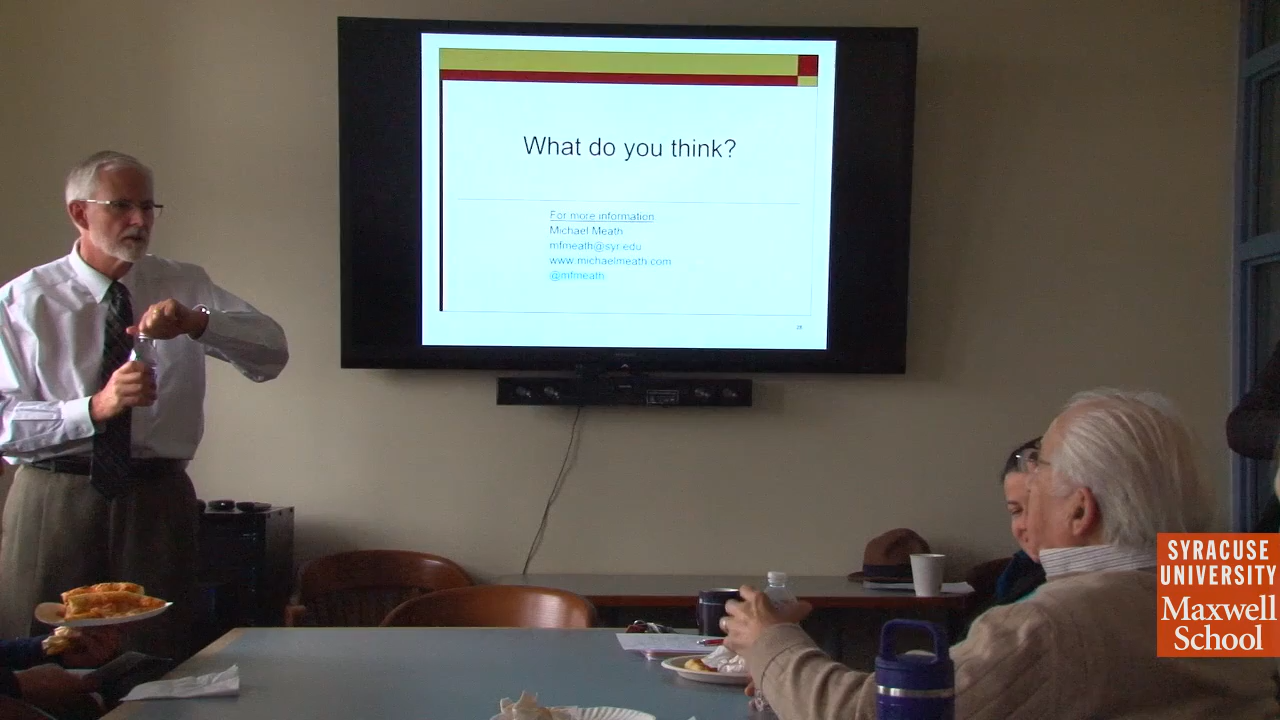 What do you think?
For more information
Michael Meath
mfmeath@syr.edu
www.michaelmeath.com
@mfmeath
28
SYRACUSE
UNIVERSITY
Maxwell
School